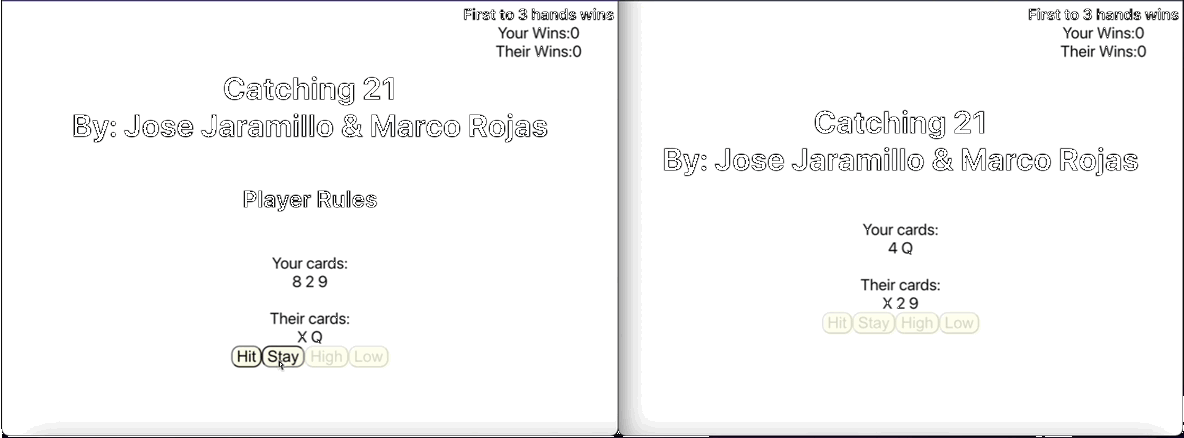 First to 3 hands wins
Your Wins:0
Their Wins:0
Catching 21
By: Jose Jaramillo & Marco Rojas
Player Rules
Your cards:
8 2 9
Their cards:
X Q
Hit Stay High Low
First to 3 hands wins
Your Wins:0
Their Wins:0
Catching 21
By: Jose Jaramillo & Marco Rojas
Your cards:
4 Q
Their cards:
X 2 9
Hit Stay High Low